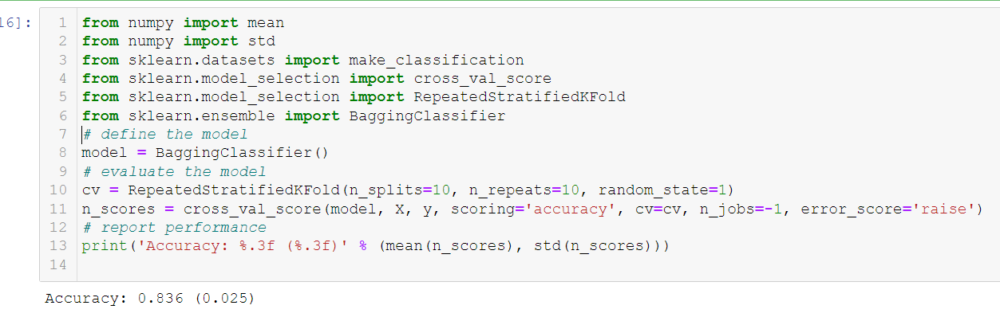 16]:
1 from numpy import mean
2 from numpy import std
3 from sklearn.datasets import make_classification
4 from sklearn.model_selection import cross_val_score
5 from sklearn.model_selection import RepeatedStratifiedKFold
6 from sklearn.ensemble import BaggingClassifier
7 # define the model
8 model = BaggingClassifier()
9 # evaluate the model
10 cv = RepeatedStratifiedKFold(n_splits=10, n_repeats=10, random_state=1)
11 n_scores = cross_val_score(model, X, y, scoring='accuracy', cv=cv, n_jobs=-1, error_score='raise')
12 # report performance
13 print('Accuracy: %.3f (%.3f)' % (mean(n_scores), std(n_scores)))
14
Accuracy: 0.836 (0.025)